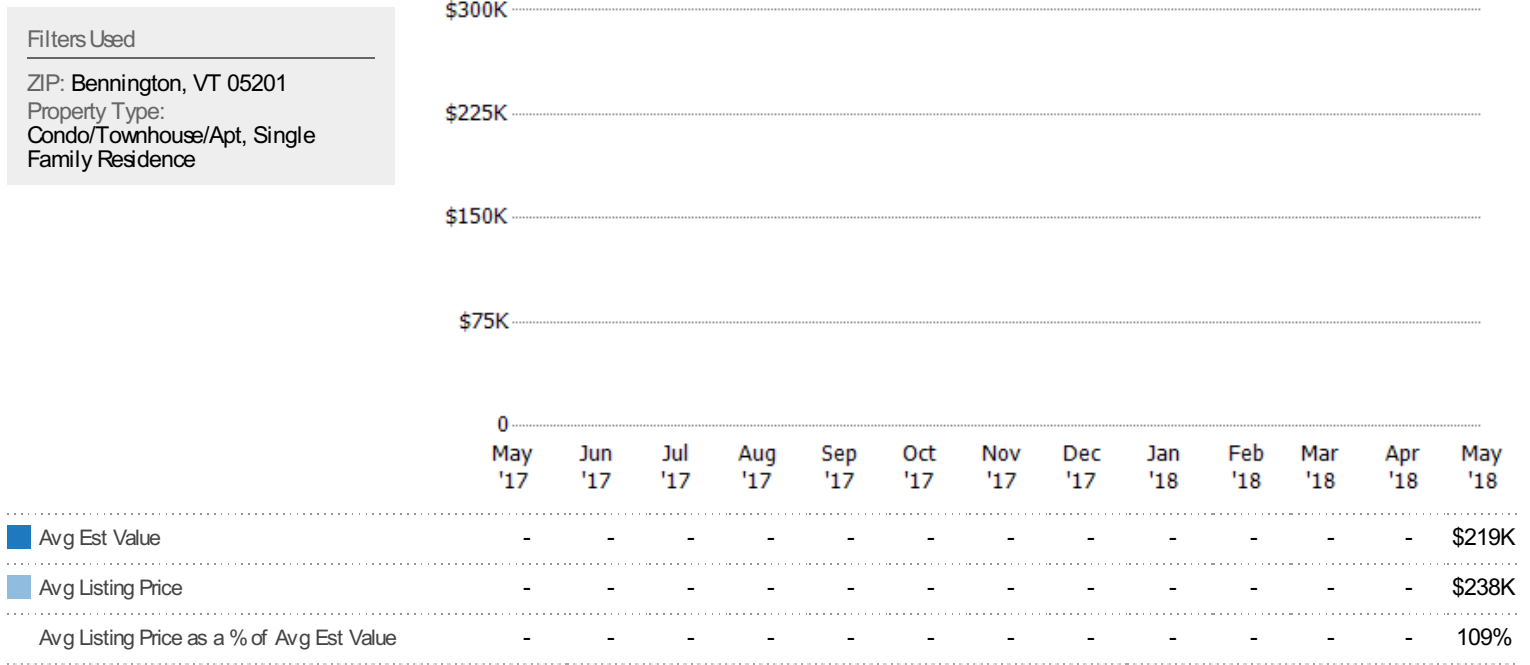 Filters Used
ZIP: Bennington, VT 05201
Property Type:
Condo/Townhouse/Apt, Single
Family Residence
$300K
$225K
$150K
$75K
0
May Jun Jul Aug Sep Oct Nov Dec Jan Feb Mar Apr May
'17 '17 '17 '17 '17 '17 '17 '17 '18 '18 '18 '18 '18
Avg Est Value - - - - - - - - - - - - $219K
Avg Listing Price - - - - - - - - - - - - $238K
Avg Listing Price as a % of Avg Est Value - - - - - - - - - - - - 109%